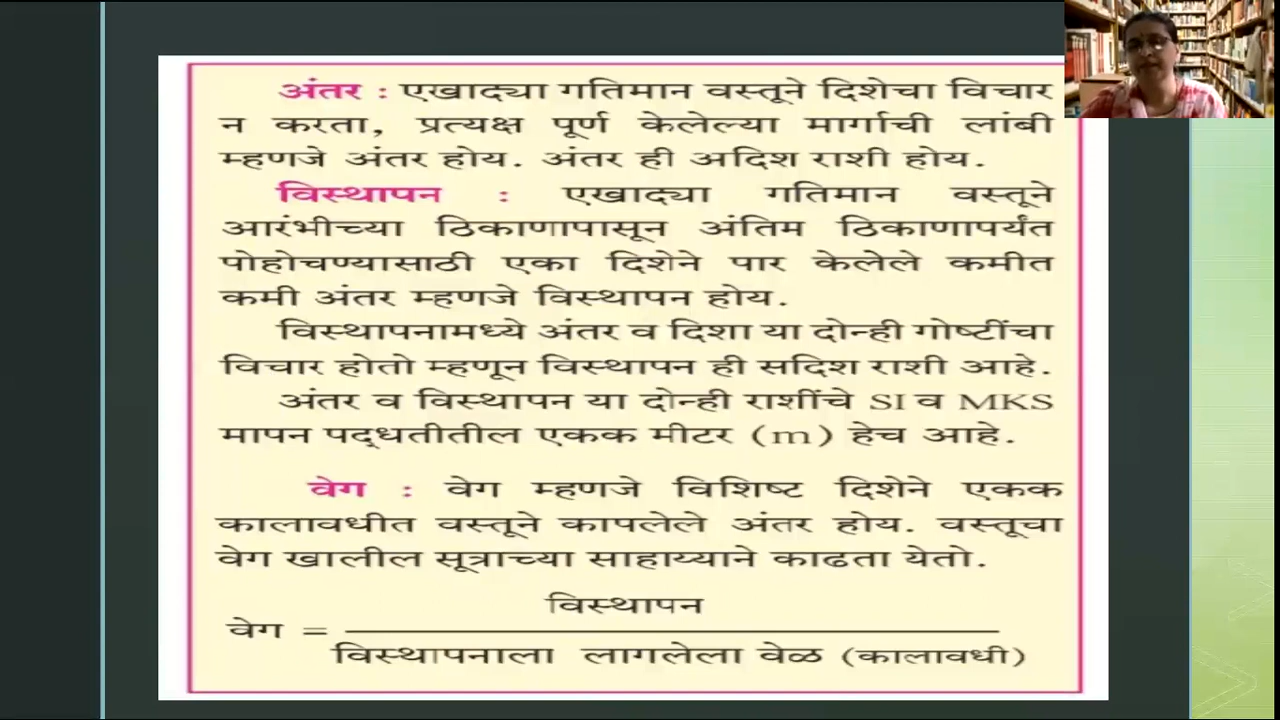 अंतर : एखाद्या गतिमान वस्तूने दिशेचा विचार
न करता, प्रत्यक्ष पूर्ण केलेल्या मार्गाची लांबी
म्हणजे अंतर होय. अंतर ही अदिश राशी होय.
विस्थापन : एखाद्या गतिमान वस्तूने
आरंभीच्या ठिकाणापासून अंतिम ठिकाणापर्यंत
पोहोचण्यासाठी एका दिशेने पार केलेले कमीत
कमी अंतर म्हणजे विस्थापन होय.
विस्थापनामध्ये अंतर व दिशा या दोन्ही गोष्टींचा
विचार होतो म्हणून विस्थापन ही सदिश राशी आहे.
अंतर व विस्थापन या दोन्ही राशींचे SI व MKS
मापन पद्धतीतील एकक मीटर (m) हेच आहे.
वेग : वेग म्हणजे विशिष्ट दिशेने एकक
कालावधीत वस्तूने कापलेले अंतर होय. वस्तूचा
वेग खालील सूत्राच्या साहाय्याने काढता येतो.
विस्थापन
वेग =
विस्थापनाला लागलेला वेळ (कालावधी)